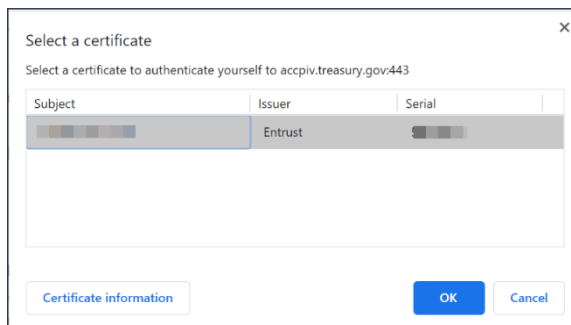 Select a certificate
Select a certificate to authenticate yourself to accpiv.treasury.gov:443
Subject Issuer Serial
Entrust
Certificate information OK Cancel